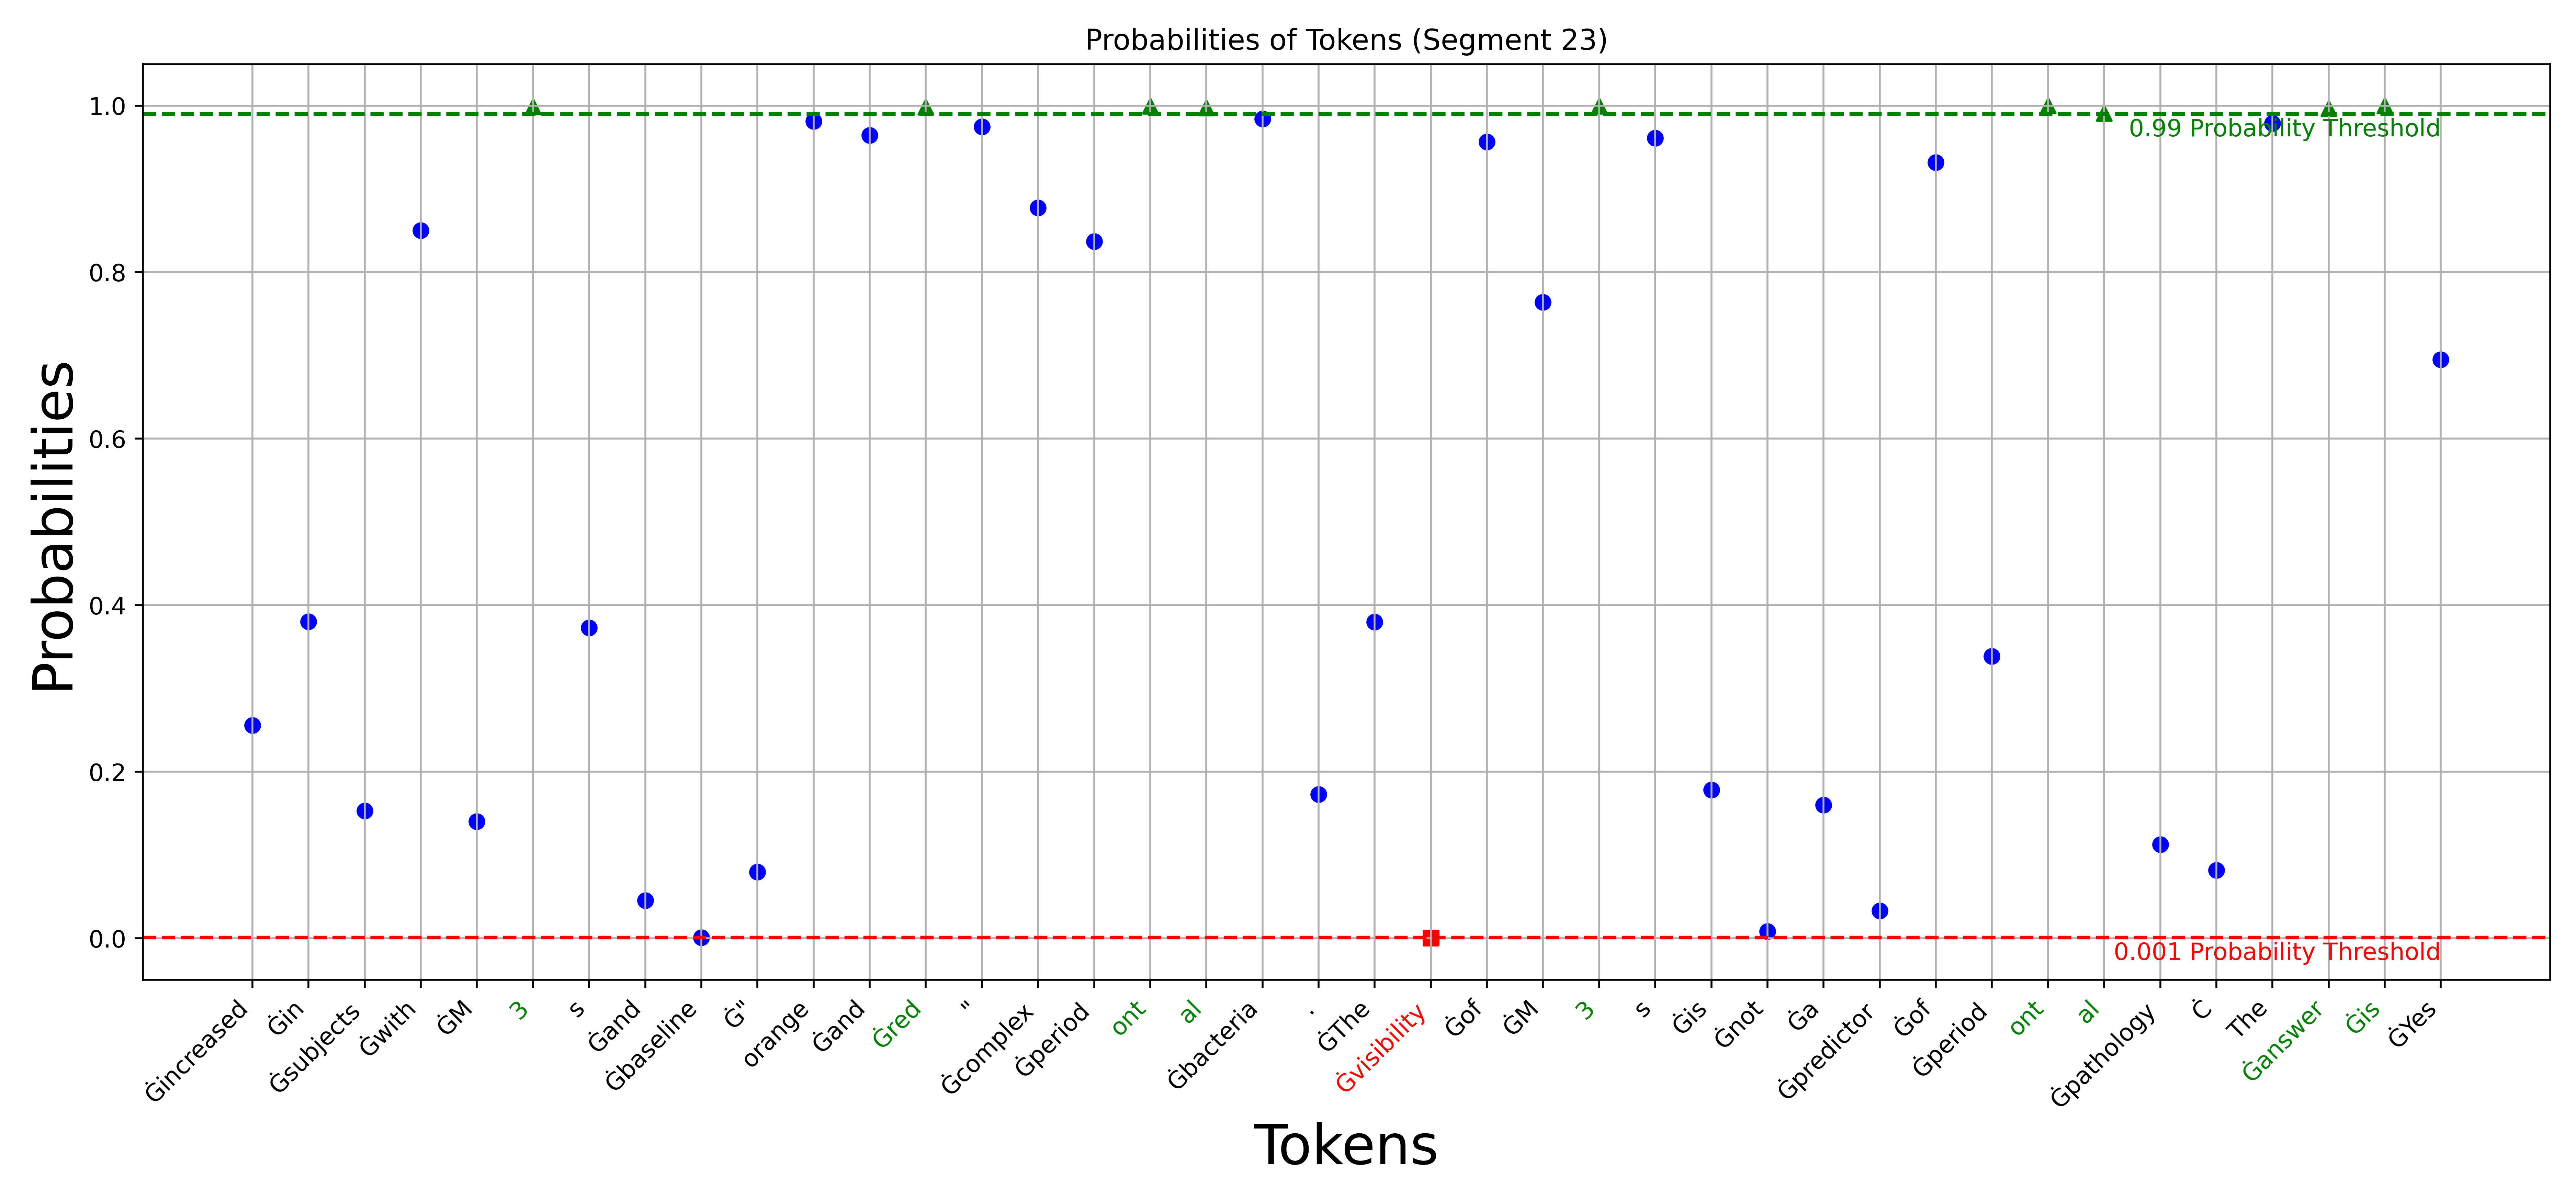 Probabilities of Tokens (Segment 23)
Probabilities
1.0
0.8
0.6
0.4
0.2
0.0
0.99 Probability Threshold
0.001 Probability Threshold
Ġincreased
Ġin
Ġsubjects
Ġwith
ĠM
3
s
Ġand
Ġbaseline
Ġ"
orange
Ġand
Ġred
"
Ġcomplex
Ġperiod
ont
al
Ġbacteria
.
ĠThe
Ġvisibility
Ġof
ĠM
3
s
Ġis
Ġnot
Ġa
Ġpredictor
Ġof
Ġperiod
ont
al
Ġpathology
Ċ
The
Ġanswer
Ġis
ĠYes
Tokens